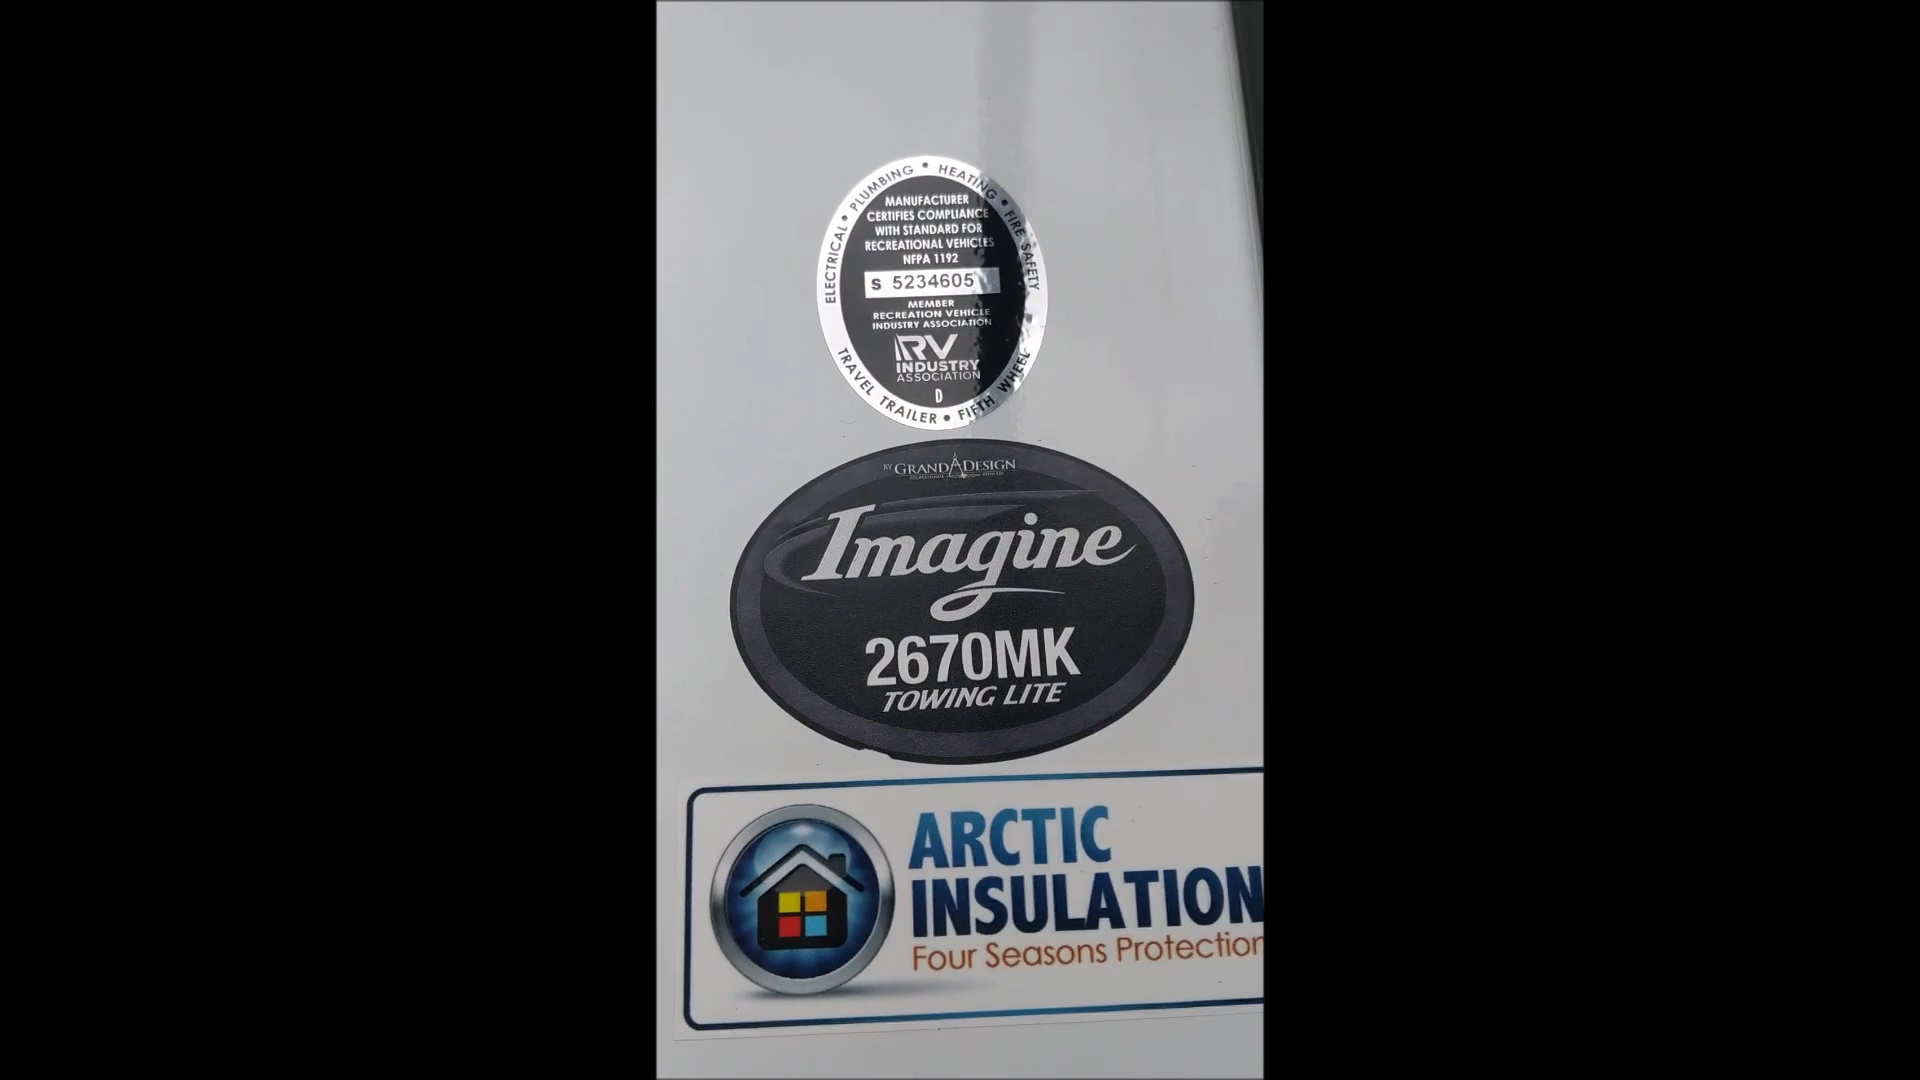 ELECTRICAL • PLUMBING • HEATING • FIRE SAFETY
MANUFACTURER
CERTIFIES COMPLIANCE
WITH STANDARD FOR
RECREATIONAL VEHICLES
NFPA 1192
S 5234605
MEMBER
RECREATION VEHICLE
INDUSTRY ASSOCIATION
RV
INDUSTRY
ASSOCIATION
D
TRAVEL TRAILER • FIFTH WHEEL
BY GRAND DESIGN
RECREATIONAL VEHICLES
Imagine
2670MK
TOWING LITE
ARCTIC
INSULATION
Four Seasons Protection